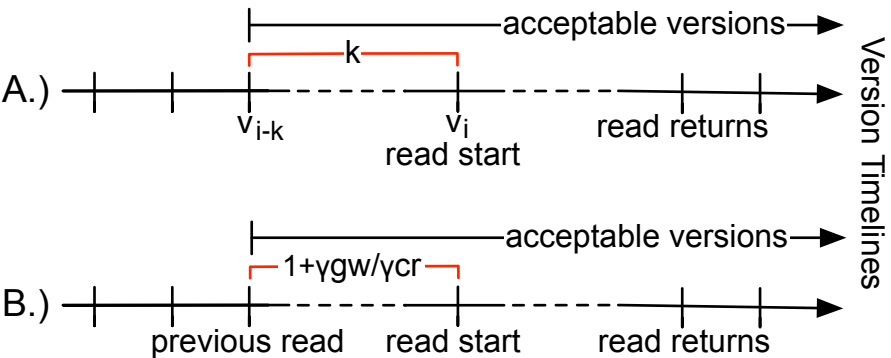 acceptable versions
k
A.)
v i-k
v i
read start
read returns
acceptable versions
1+γgw/γcr
B.)
previous read
read start
read returns
Version Timelines